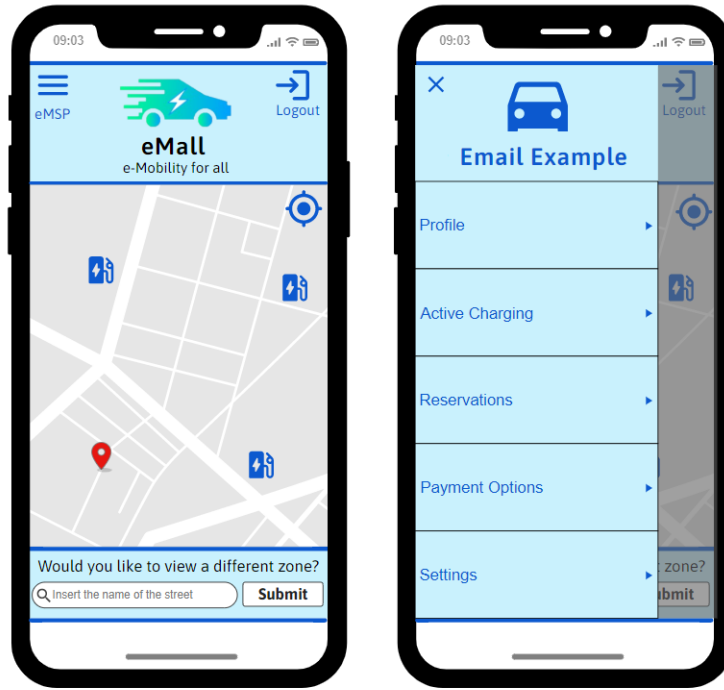 09:03
eMSP
Logout
eMall
e-Mobility for all
Would you like to view a different zone?
Insert the name of the street
Submit
09:03
Logout
Email Example
Profile
Active Charging
Reservations
Payment Options
Settings
zone?
bmit